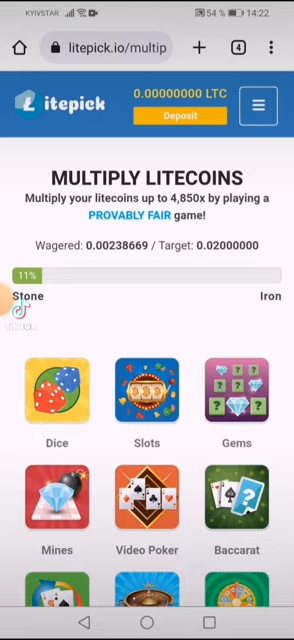 KYIVSTAR
54 % 14:22
litepick.io/multip
4
itepick
0.00000000 LTC
Deposit
MULTIPLY LITECOINS
Multiply your litecoins up to 4,850x by playing a
PROVABLY FAIR game!
Wagered: 0.00238669 / Target: 0.02000000
11%
Stone Iron
Dice Slots Gems
Mines Video Poker Baccarat